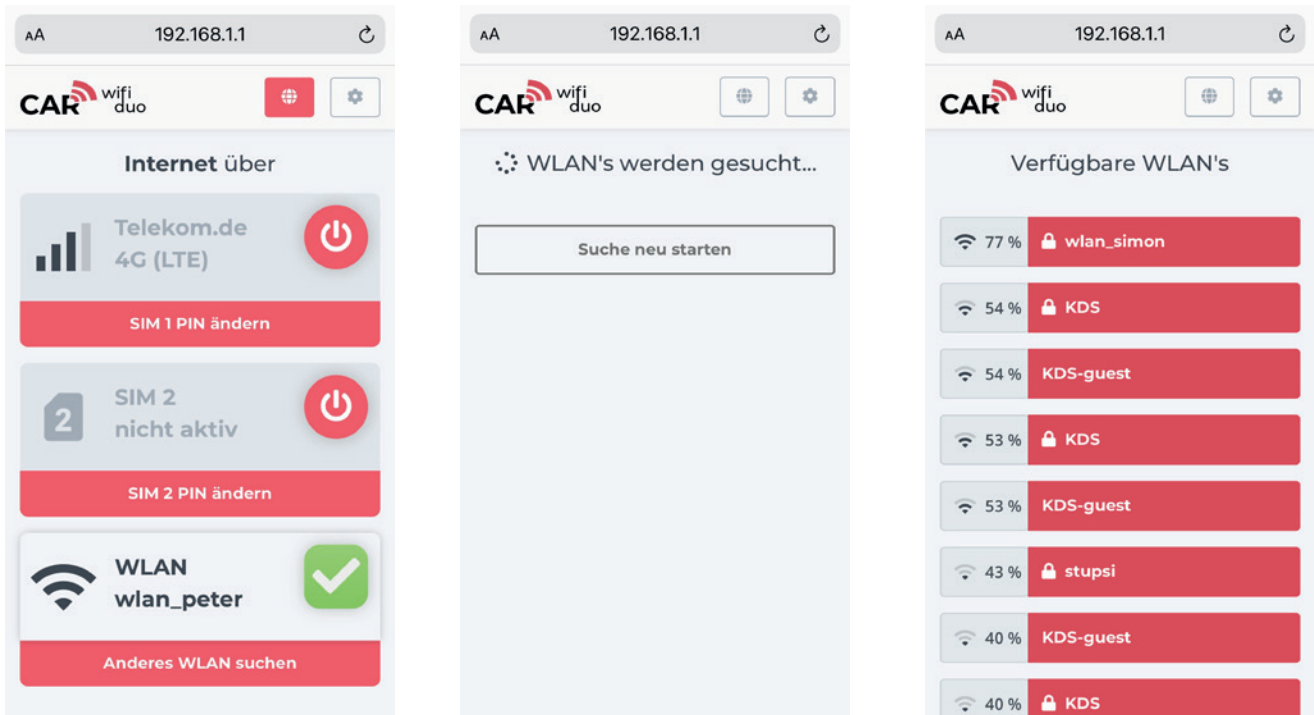 AA 192.168.1.1
CAR wifi duo
Internet über
Telekom.de
4G (LTE)
SIM 1 PIN ändern
2
SIM 2
nicht aktiv
SIM 2 PIN ändern
WLAN
wlan_peter
Anderes WLAN suchen
AA 192.168.1.1
CAR wifi duo
WLAN's werden gesucht...
Suche neu starten
AA 192.168.1.1
CAR wifi duo
Verfügbare WLAN's
77 % wlan_simon
54 % KDS
54 % KDS-guest
53 % KDS
53 % KDS-guest
43 % stupsi
40 % KDS-guest
40 % KDS